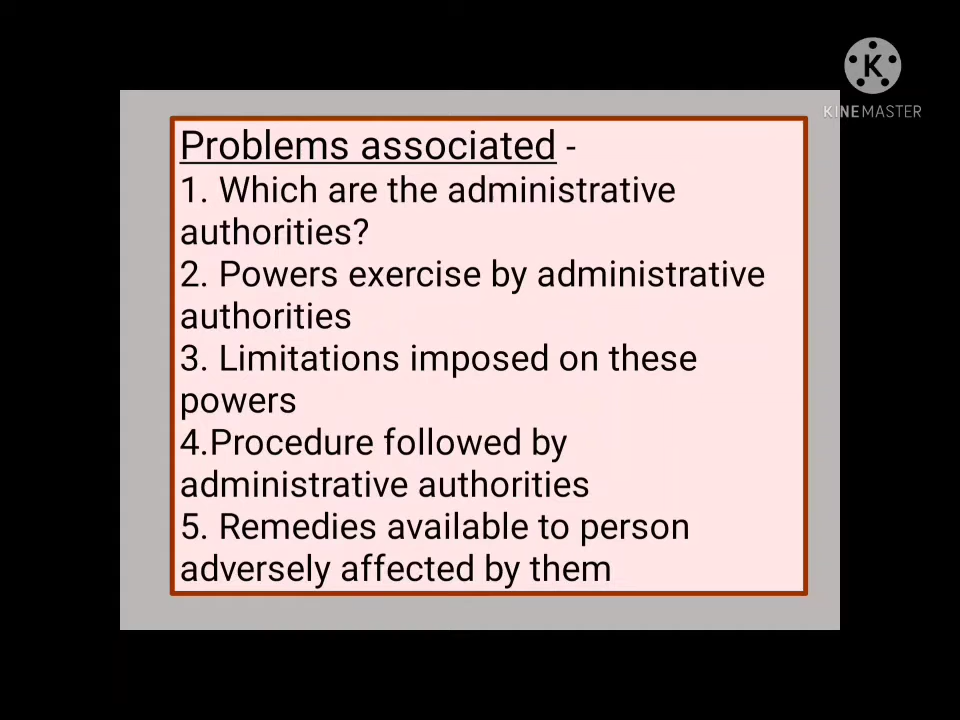 K
KINEMASTER
Problems associated -
1. Which are the administrative
authorities?
2. Powers exercise by administrative
authorities
3. Limitations imposed on these
powers
4.Procedure followed by
administrative authorities
5. Remedies available to person
adversely affected by them